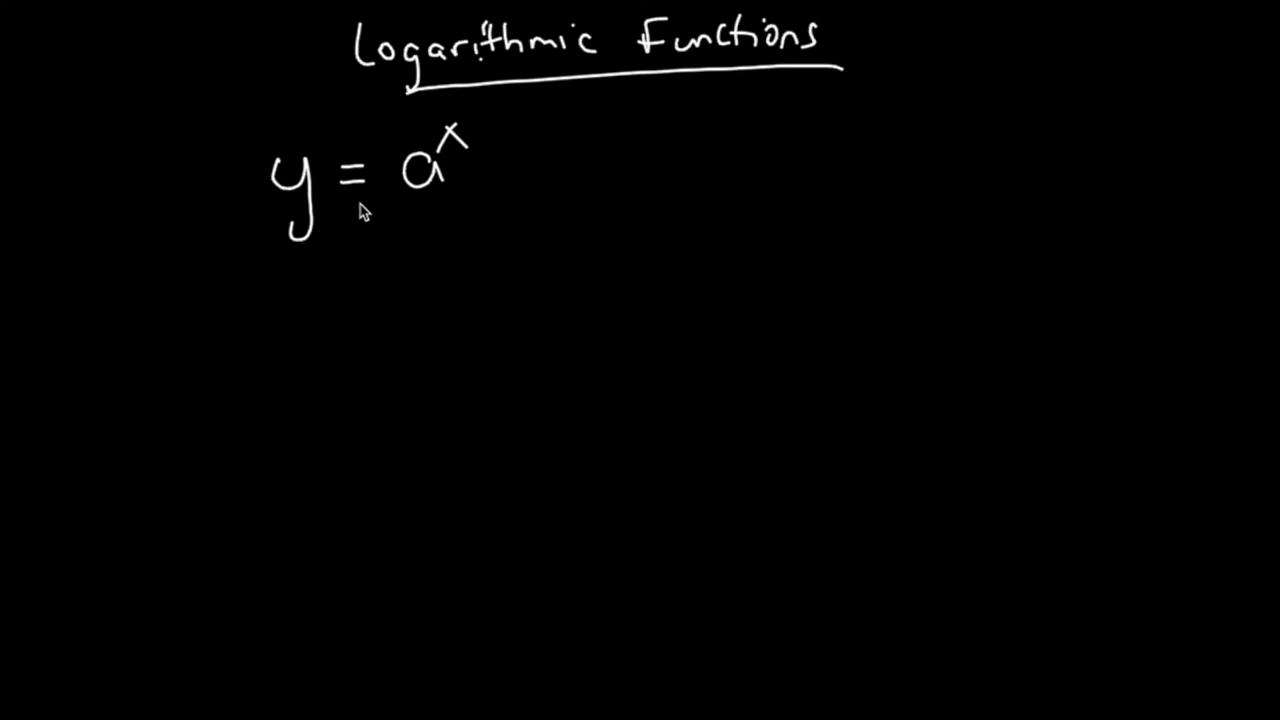 Logarithmic Functions
y = a^x